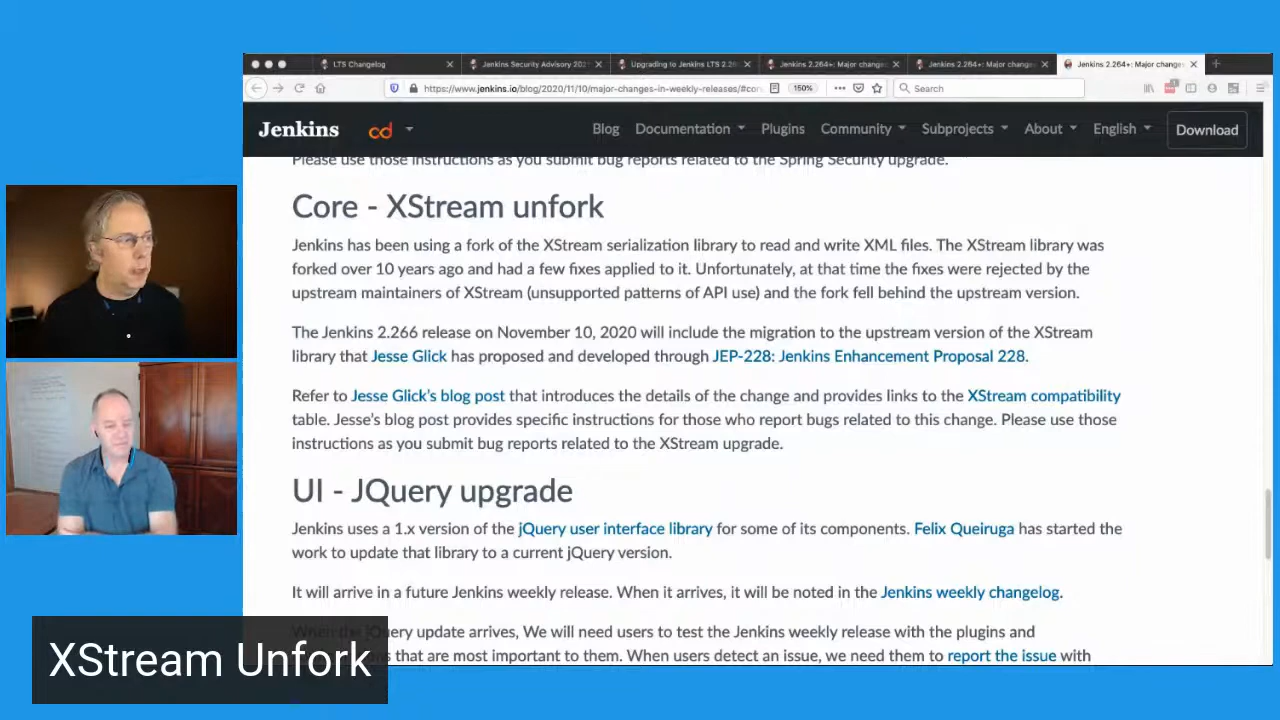 LTS Changelog
Jenkins Security Advisory 202
Upgrading to Jenkins LTS 2.26
Jenkins 2.264+: Major change
Jenkins 2.264+: Major change
Jenkins 2.264+: Major change
https://www.jenkins.io/blog/2020/11/10/major-changes-in-weekly-releases/#cor
150%
Search
Jenkins
cd
Blog
Documentation
Plugins
Community
Subprojects
About
English
Download
Please use those instructions as you submit bug reports related to the Spring Security upgrade.
Core - XStream unfork
Jenkins has been using a fork of the XStream serialization library to read and write XML files. The XStream library was
forked over 10 years ago and had a few fixes applied to it. Unfortunately, at that time the fixes were rejected by the
upstream maintainers of XStream (unsupported patterns of API use) and the fork fell behind the upstream version.
The Jenkins 2.266 release on November 10, 2020 will include the migration to the upstream version of the XStream
library that Jesse Glick has proposed and developed through JEP-228: Jenkins Enhancement Proposal 228.
Refer to Jesse Glick's blog post that introduces the details of the change and provides links to the XStream compatibility
table. Jesse's blog post provides specific instructions for those who report bugs related to this change. Please use those
instructions as you submit bug reports related to the XStream upgrade.
UI - JQuery upgrade
Jenkins uses a 1.x version of the jQuery user interface library for some of its components. Felix Queiruga has started the
work to update that library to a current jQuery version.
It will arrive in a future Jenkins weekly release. When it arrives, it will be noted in the Jenkins weekly changelog.
When the jQuery update arrives, We will need users to test the Jenkins weekly release with the plugins and
that are most important to them. When users detect an issue, we need them to report the issue with
XStream Unfork